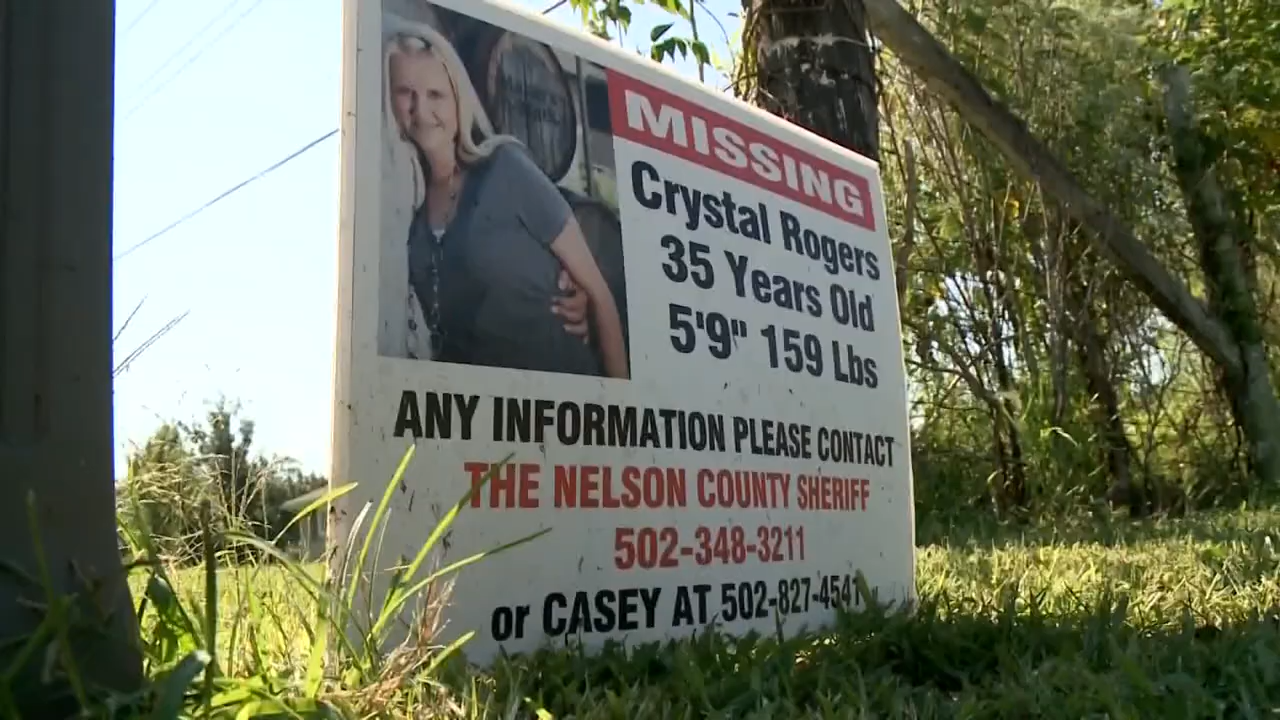 MISSING
Crystal Rogers
35 Years Old
5'9" 159 Lbs
ANY INFORMATION PLEASE CONTACT
THE NELSON COUNTY SHERIFF
502-348-3211
or CASEY AT 502-827-4541